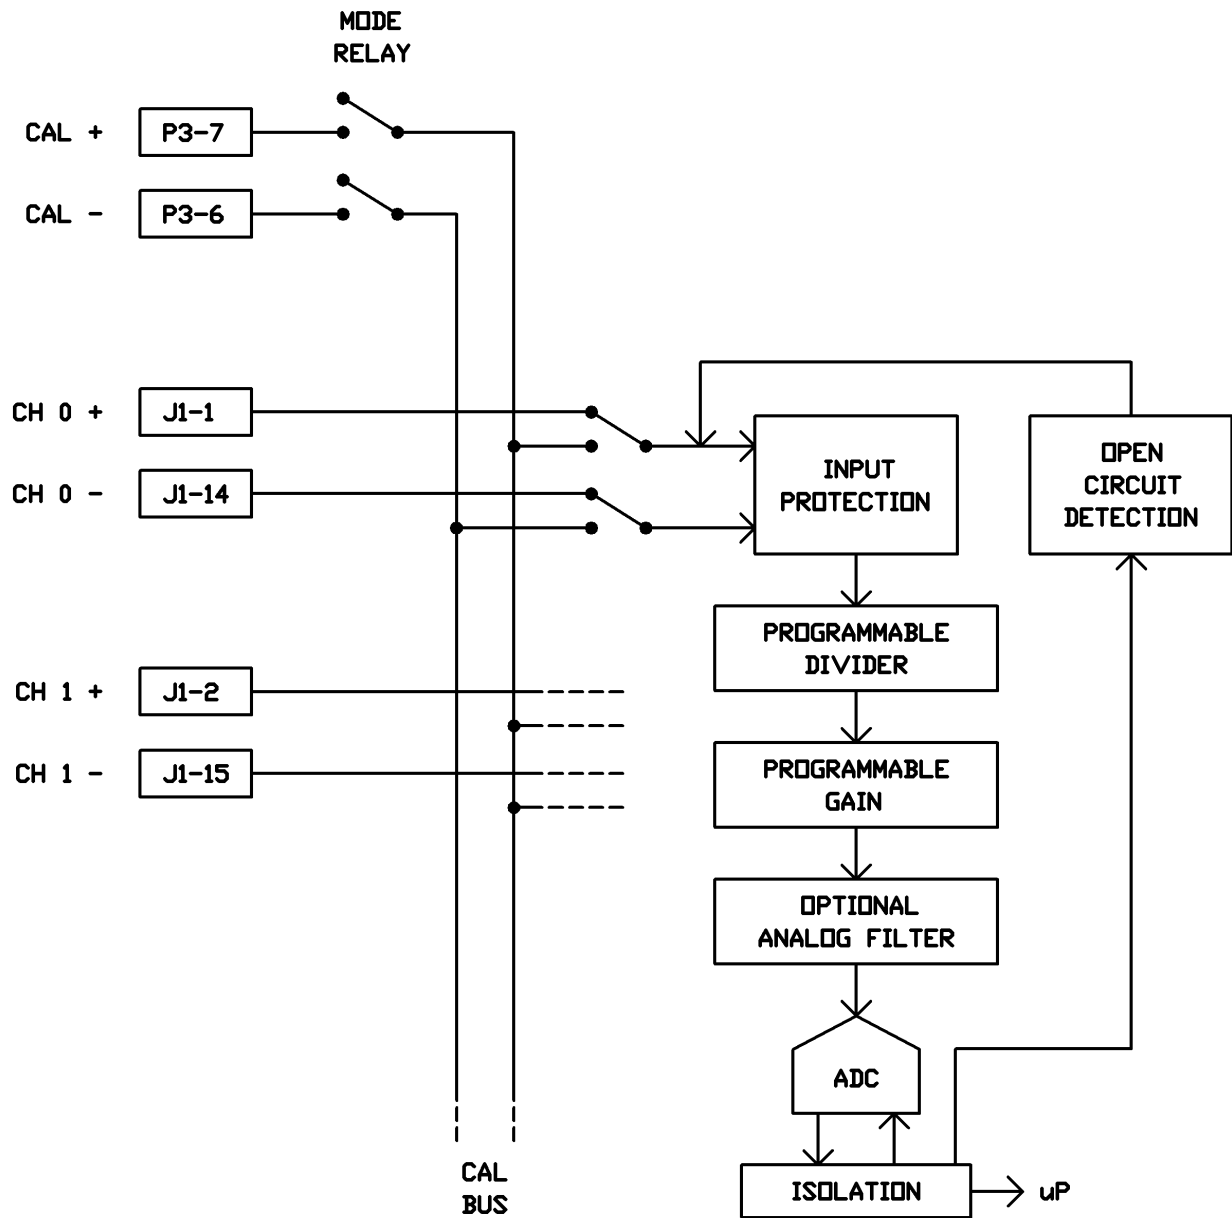 MODE
RELAY
CAL +
P3-7
CAL -
P3-6
CH 0 +
J1-1
CH 0 -
J1-14
INPUT
PROTECTION
OPEN
CIRCUIT
DETECTION
PROGRAMMABLE
DIVIDER
CH 1 +
J1-2
CH 1 -
J1-15
PROGRAMMABLE
GAIN
OPTIONAL
ANALOG FILTER
ADC
CAL
BUS
ISOLATION
uP